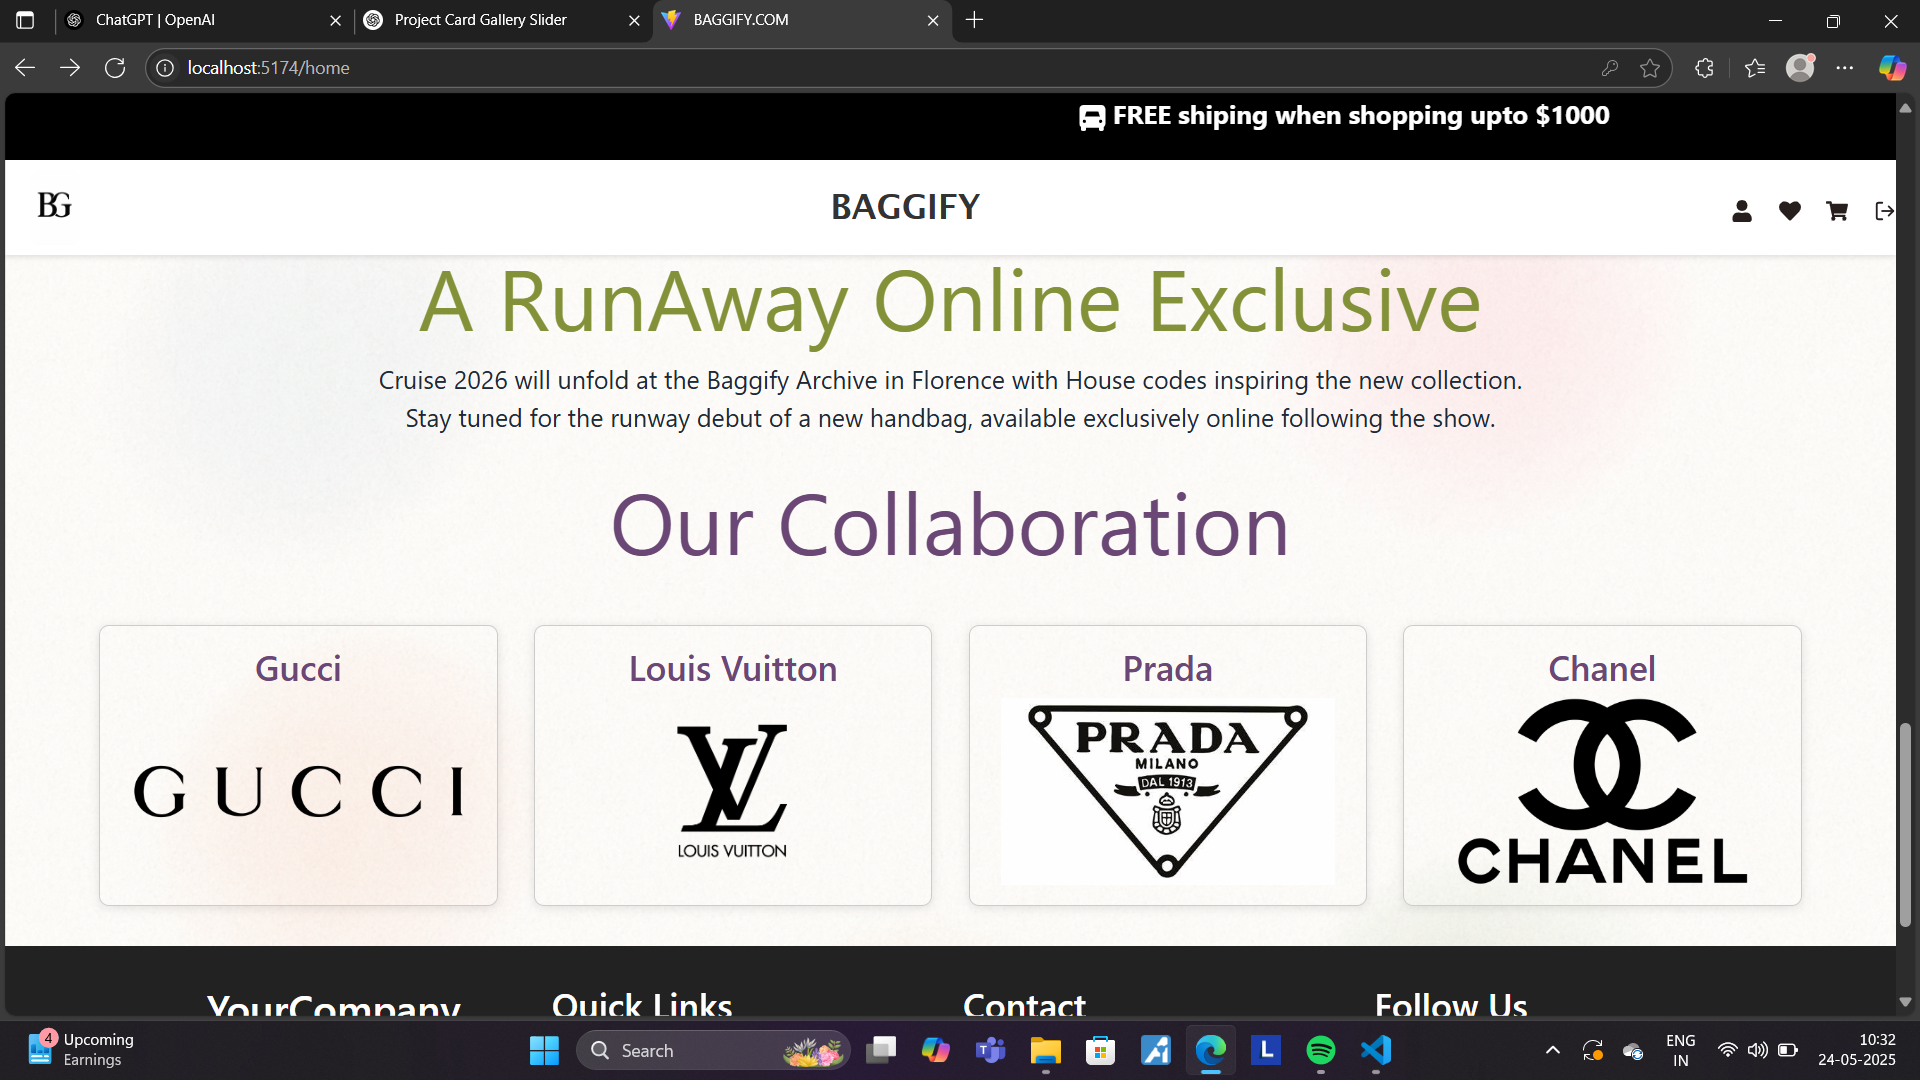 ChatGPT | OpenAI
Project Card Gallery Slider
BAGGIFY.COM
localhost:5174/home
FREE shiping when shopping upto $1000
BG
BAGGIFY
A RunAway Online Exclusive
Cruise 2026 will unfold at the Baggify Archive in Florence with House codes inspiring the new collection.
Stay tuned for the runway debut of a new handbag, available exclusively online following the show.
Our Collaboration
Gucci
GUCCI
Louis Vuitton
LV
LOUIS VUITTON
Prada
PRADA
MILANO
DAL 1913
Chanel
CHANEL
YourCompany
Quick Links
Contact
Follow Us
4
Upcoming
Earnings
Search
L
ENG
IN
10:32
24-05-2025